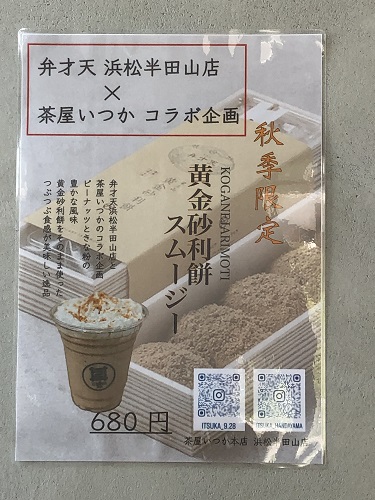 弁才天 浜松半田山店
×
茶屋いつか コラボ企画
秋季限定
KOGANEJARIMOTI
黄金砂利餅
スムージー
弁才天浜松半田山店と
茶屋いつかのコラボ企画
ピーナッツときな粉の
豊かな風味
黄金砂利餅をそのまま使った
つぶつぶ食感が美味しい逸品
680 円
ITSUKA_9.28
ITSUKA_HANDAYAMA
茶屋いつか本店 浜松半田山店